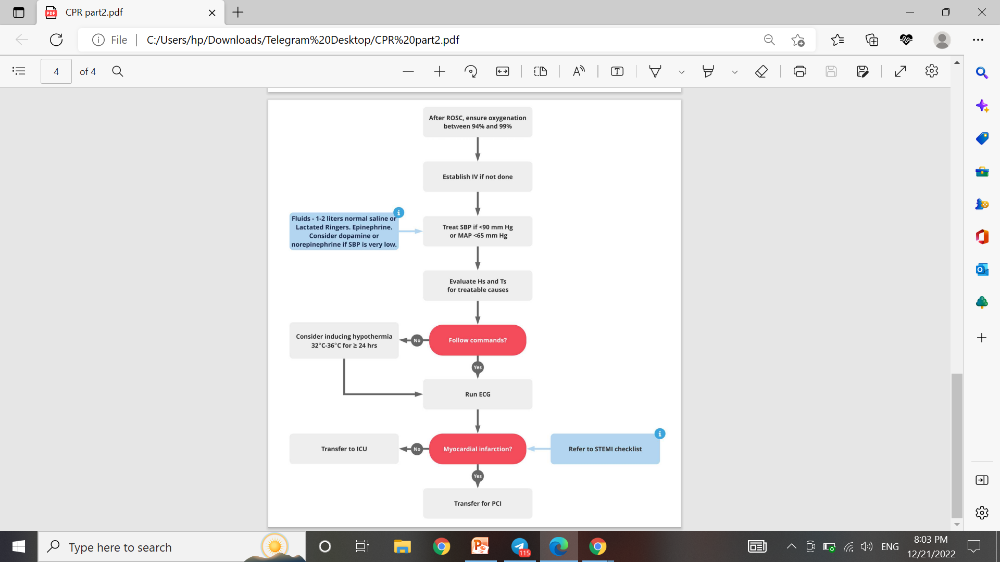 CPR part2.pdf
File
C:/Users/hp/Downloads/Telegram%20Desktop/CPR%20part2.pdf
4
of 4
After ROSC, ensure oxygenation
between 94% and 99%
Establish IV if not done
Fluids - 1-2 liters normal saline or
Lactated Ringers. Epinephrine.
Consider dopamine or
norepinephrine if SBP is very low.
Treat SBP if <90 mm Hg
or MAP <65 mm Hg
Evaluate Hs and Ts
for treatable causes
Consider inducing hypothermia
32°C-36°C for ≥ 24 hrs
No
Follow commands?
Yes
Run ECG
Transfer to ICU
No
Myocardial infarction?
Refer to STEMI checklist
Yes
Transfer for PCI
Type here to search
115
ENG
8:03 PM
12/21/2022